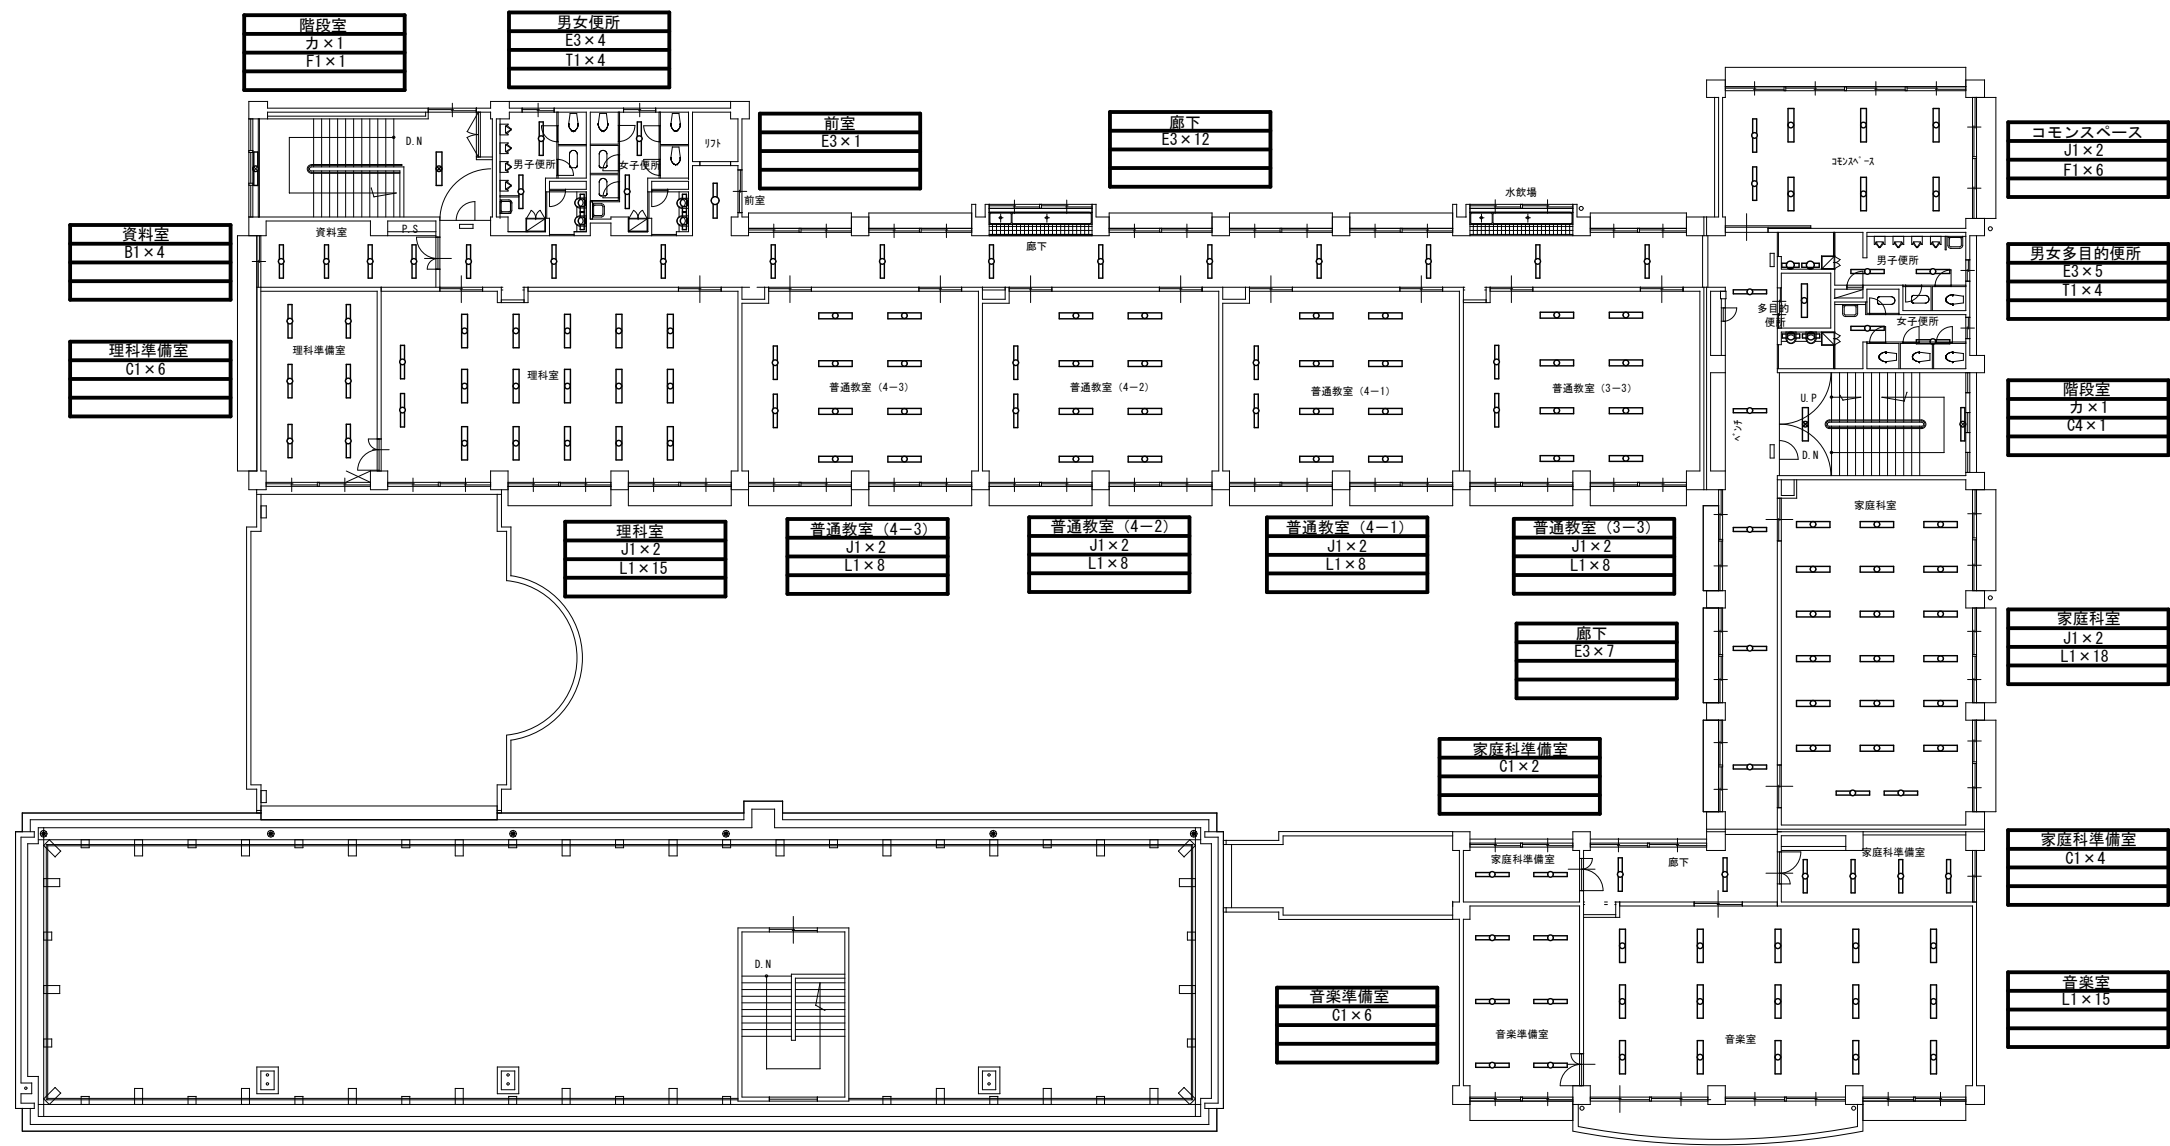 階段室
カ×1
F1×1
男女便所
E3×4
T1×4
前室
E3×1
廊下
E3×12
コモンスペース
J1×2
F1×6
D.N
男子便所
女子便所
リフト
前室
水飲場
コモンスペース
資料室
B1×4
資料室
P.S
廊下
男子便所
多目的
便所
女子便所
男女多目的便所
E3×5
T1×4
理科準備室
C1×6
理科準備室
理科室
普通教室(4-3)
普通教室(4-2)
普通教室(4-1)
普通教室(3-3)
ベンチ
U.P
D.N
階段室
カ×1
C4×1
家庭科室
理科室
J1×2
L1×15
普通教室(4-3)
J1×2
L1×8
普通教室(4-2)
J1×2
L1×8
普通教室(4-1)
J1×2
L1×8
普通教室(3-3)
J1×2
L1×8
廊下
E3×7
家庭科室
J1×2
L1×18
家庭科準備室
C1×2
家庭科準備室
廊下
家庭科準備室
家庭科準備室
C1×4
D.N
音楽準備室
C1×6
音楽準備室
音楽室
音楽室
L1×15